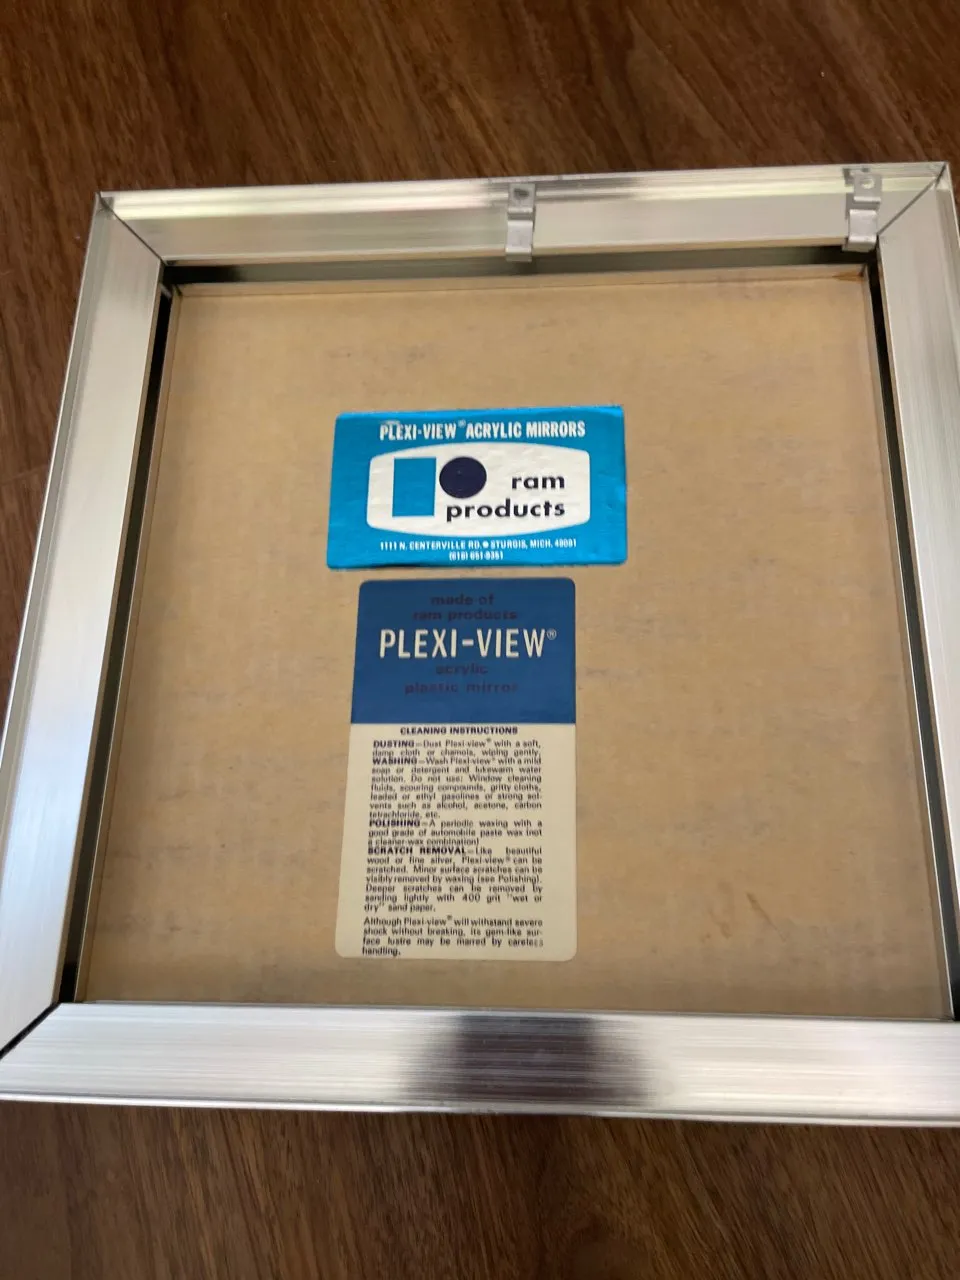 PLEXI-VIEW® ACRYLIC MIRRORS
ram
products
1111 N. CENTERVILLE RD. • STURGIS, MICH. 49091
(616) 651-9351
made of
ram products
PLEXI-VIEW®
acrylic
plastic mirror
CLEANING INSTRUCTIONS
DUSTING—Dust Plexi-view® with a soft,
damp cloth or chamois, wiping gently.
WASHING—Wash Plexi-view® with a mild
soap or detergent and lukewarm water
solution. Do not use: Window cleaning
fluids, scouring compounds, gritty cloths,
leaded or ethyl gasolines or strong sol-
vents such as alcohol, acetone, carbon
tetrachloride, etc.
POLISHING—A periodic waxing with a
good grade of automobile paste wax (not
a cleaner-wax combination)
SCRATCH REMOVAL—Like beautiful
wood or fine silver, Plexi-view® can be
scratched. Minor surface scratches can be
visibly removed by waxing (see Polishing).
Deeper scratches can be removed by
sanding lightly with 400 grit "wet or
dry" sand paper.
Although Plexi-view® will withstand severe
shock without breaking, its gem-like sur-
face lustre may be marred by careless
handling.